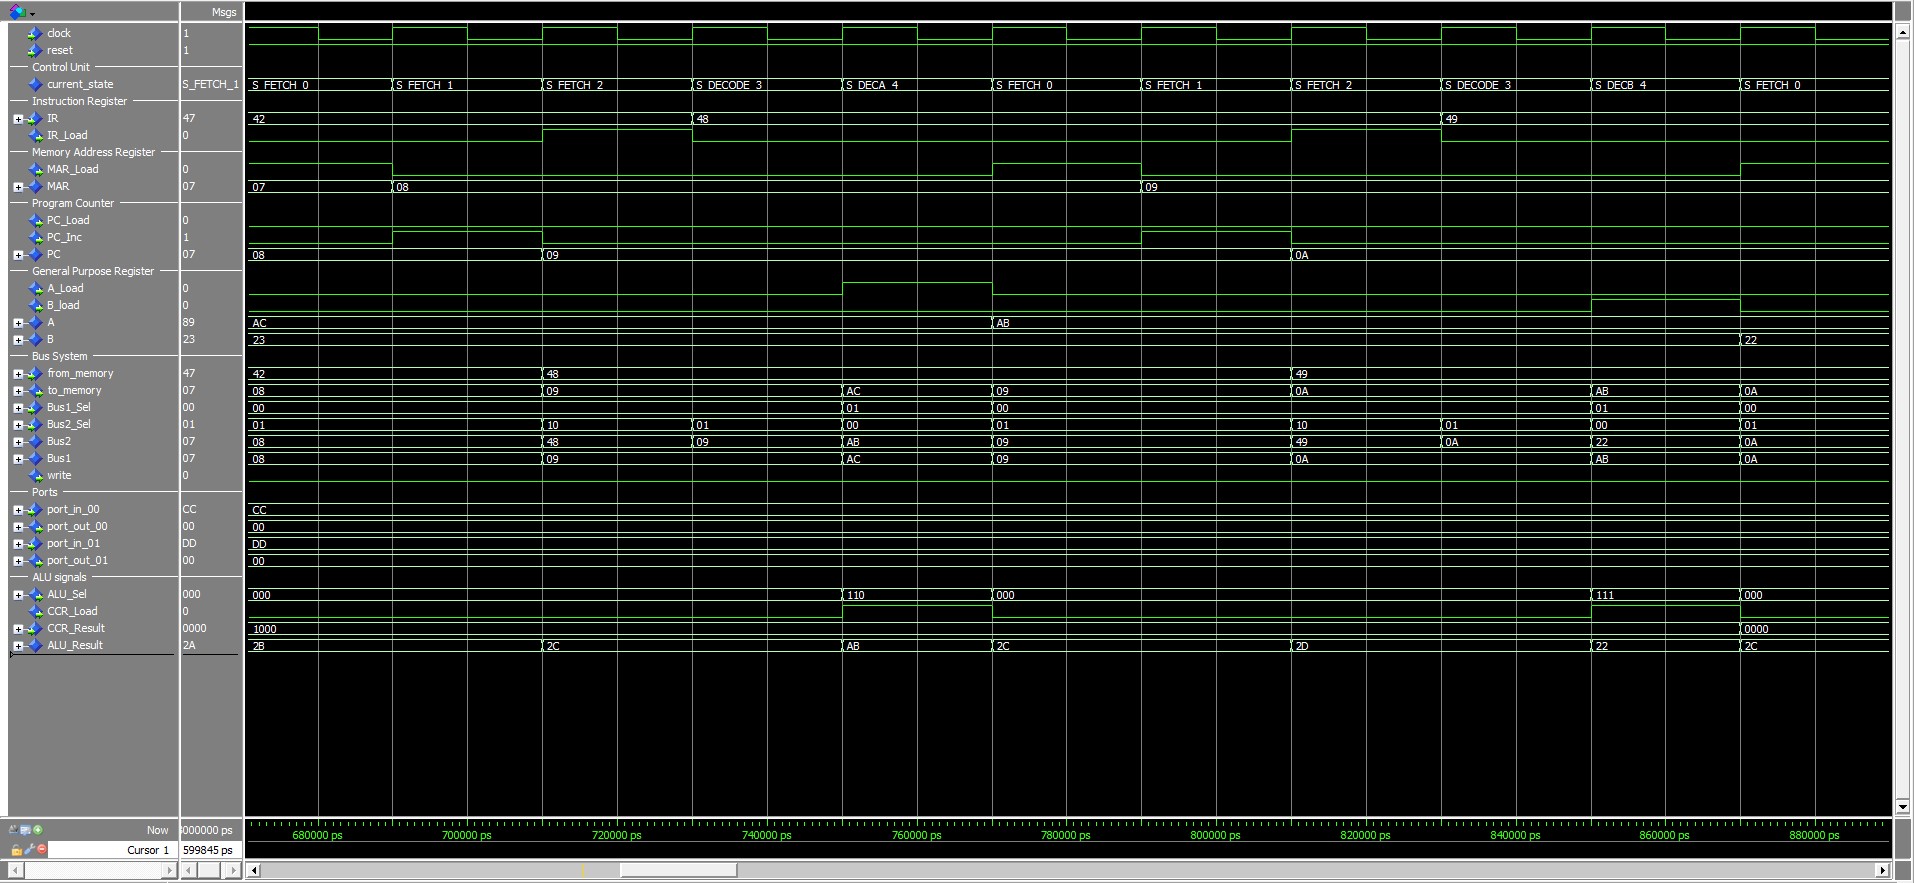 Msgs
clock 1
reset 1
Control Unit
current_state S_FETCH_1 S_FETCH_0 S_FETCH_1 S_FETCH_2 S_DECODE_3 S_DECA_4 S_FETCH_0 S_FETCH_1 S_FETCH_2 S_DECODE_3 S_DECB_4 S_FETCH_0
Instruction Register
IR 47 42 48 49
IR_Load 0
Memory Address Register
MAR_Load 0
MAR 07 07 08 09
Program Counter
PC_Load 0
PC_Inc 1
PC 07 08 09 0A
General Purpose Register
A_Load 0
B_load 0
A 89 AC AB
B 23 23 22
Bus System
from_memory 47 42 48 49
to_memory 07 08 09 AC 09 0A AB 0A
Bus1_Sel 00 00 01 00 01 00
Bus2_Sel 01 01 10 01 00 01 10 01 00 01
Bus2 07 08 48 09 AB 09 49 0A 22 0A
Bus1 07 08 09 AC 09 0A AB 0A
write 0
Ports
port_in_00 CC CC
port_out_00 00 00
port_in_01 DD DD
port_out_01 00 00
ALU signals
ALU_Sel 000 000 110 000 111 000
CCR_Load 0
CCR_Result 0000 1000 0000
ALU_Result 2A 2B 2C AB 2C 2D 22 2C
Now 000000 ps 680000 ps 700000 ps 720000 ps 740000 ps 760000 ps 780000 ps 800000 ps 820000 ps 840000 ps 860000 ps 880000 ps
Cursor 1 599845 ps